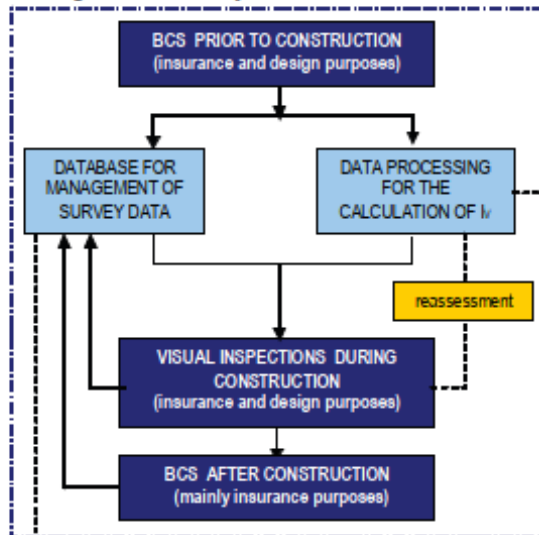 BCS PRIOR TO CONSTRUCTION
(insurance and design purposes)
DATABASE FOR
MANAGEMENT OF
SURVEY DATA
DATA PROCESSING
FOR THE
CALCULATION OF Iv
reassessment
VISUAL INSPECTIONS DURING
CONSTRUCTION
(insurance and design purposes)
BCS AFTER CONSTRUCTION
(mainly insurance purposes)